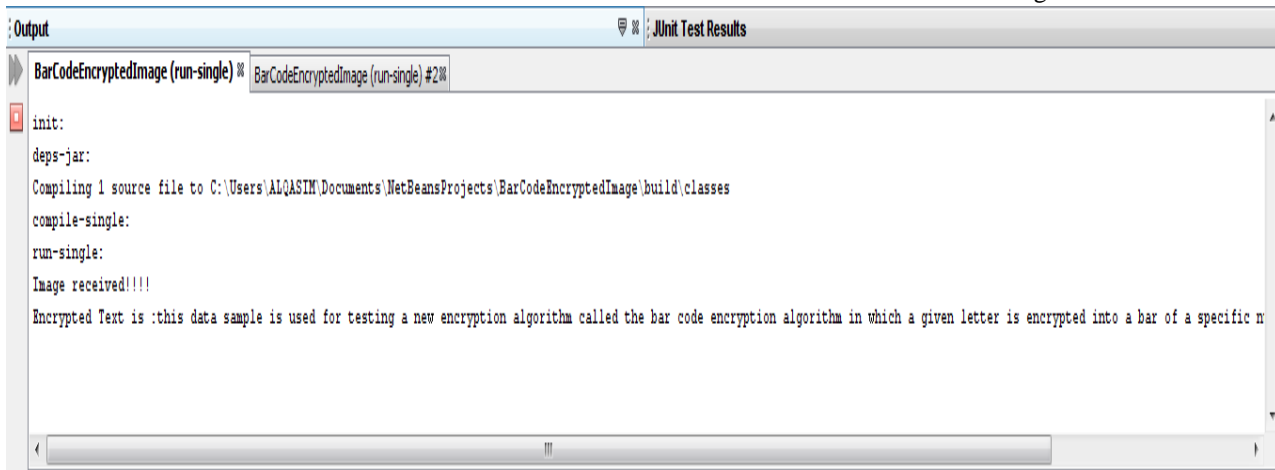 Output
JUnit Test Results
BarCodeEncryptedImage (run-single)
BarCodeEncryptedImage (run-single) #2
init:
deps-jar:
Compiling 1 source file to C:\Users\ALQASIM\Documents\NetBeansProjects\BarCodeEncryptedImage\build\classes
compile-single:
run-single:
Image received!!!!
Encrypted Text is :this data sample is used for testing a new encryption algorithm called the bar code encryption algorithm in which a given letter is encrypted into a bar of a specific